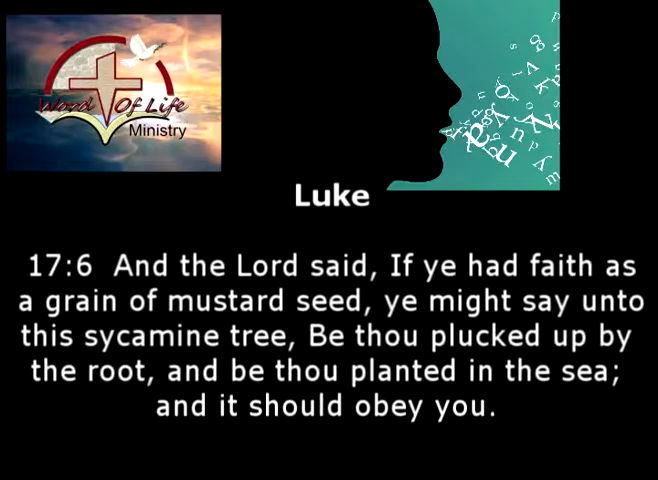 Word Of Life
Ministry
Luke
17:6 And the Lord said, If ye had faith as
a grain of mustard seed, ye might say unto
this sycamine tree, Be thou plucked up by
the root, and be thou planted in the sea;
and it should obey you.